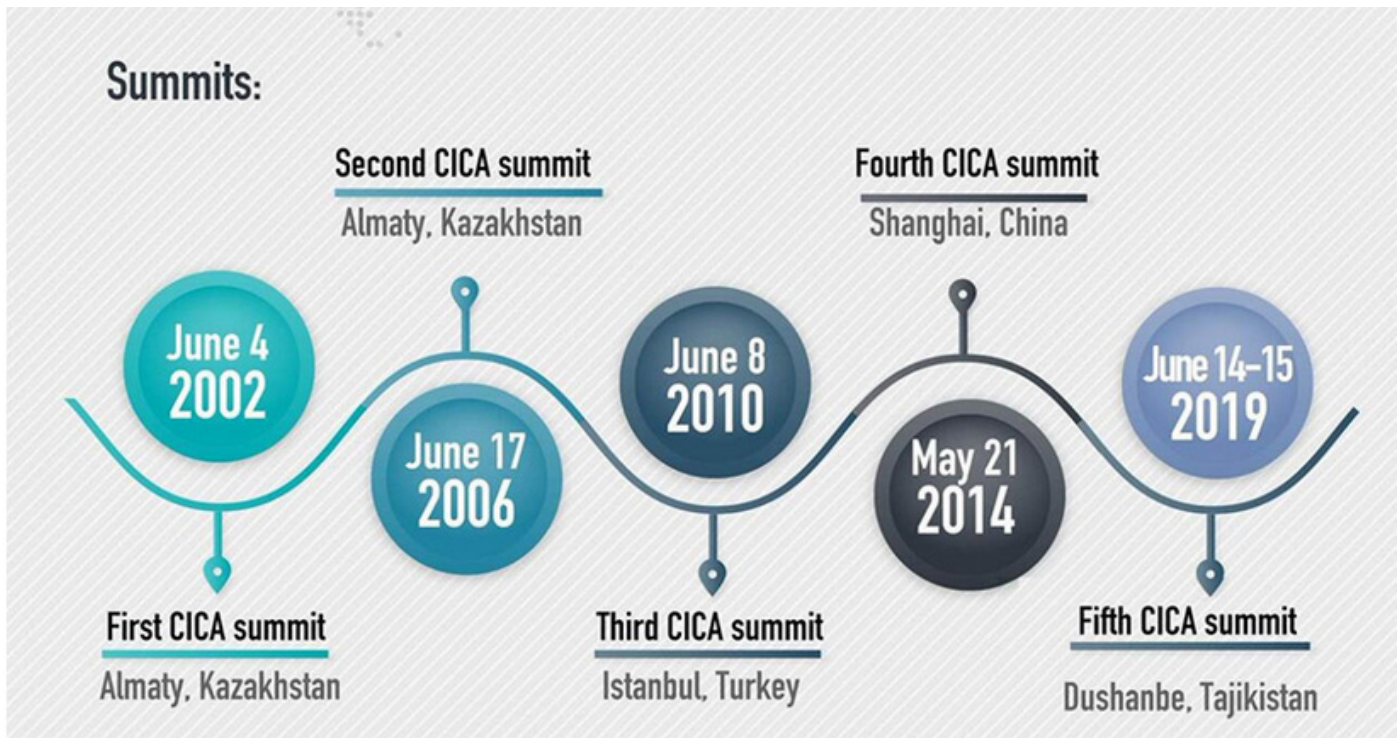 Summits:
Second CICA summit
Almaty, Kazakhstan
Fourth CICA summit
Shanghai, China
June 4
2002
June 17
2006
June 8
2010
May 21
2014
June 14-15
2019
First CICA summit
Almaty, Kazakhstan
Third CICA summit
Istanbul, Turkey
Fifth CICA summit
Dushanbe, Tajikistan